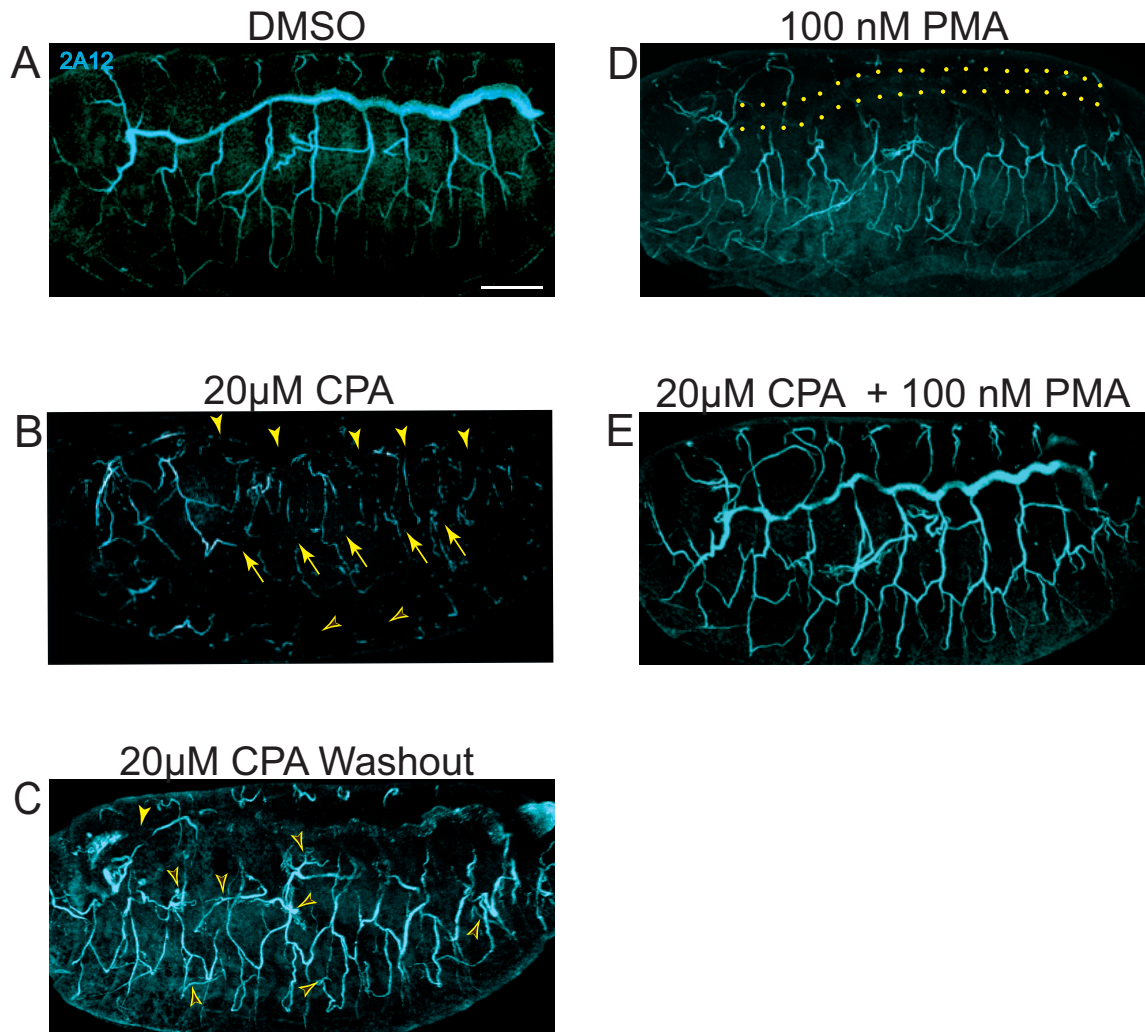 DMSO
A
2A12
20µM CPA
B
20µM CPA Washout
C
100 nM PMA
D
20µM CPA + 100 nM PMA
E